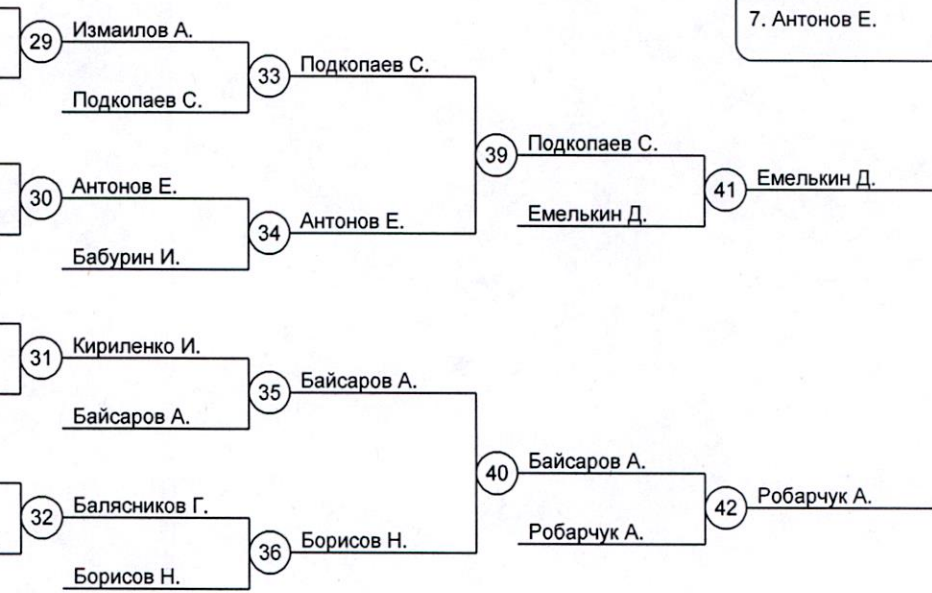 7. Антонов Е.
29 Измаилов А.
33 Подкопаев С.
Подкопаев С.
39 Подкопаев С.
30 Антонов Е.
41 Емелькин Д.
34 Антонов Е.
Емелькин Д.
Бабурин И.
31 Кириленко И.
35 Байсаров А.
Байсаров А.
40 Байсаров А.
32 Балясников Г.
42 Робарчук А.
36 Борисов Н.
Робарчук А.
Борисов Н.